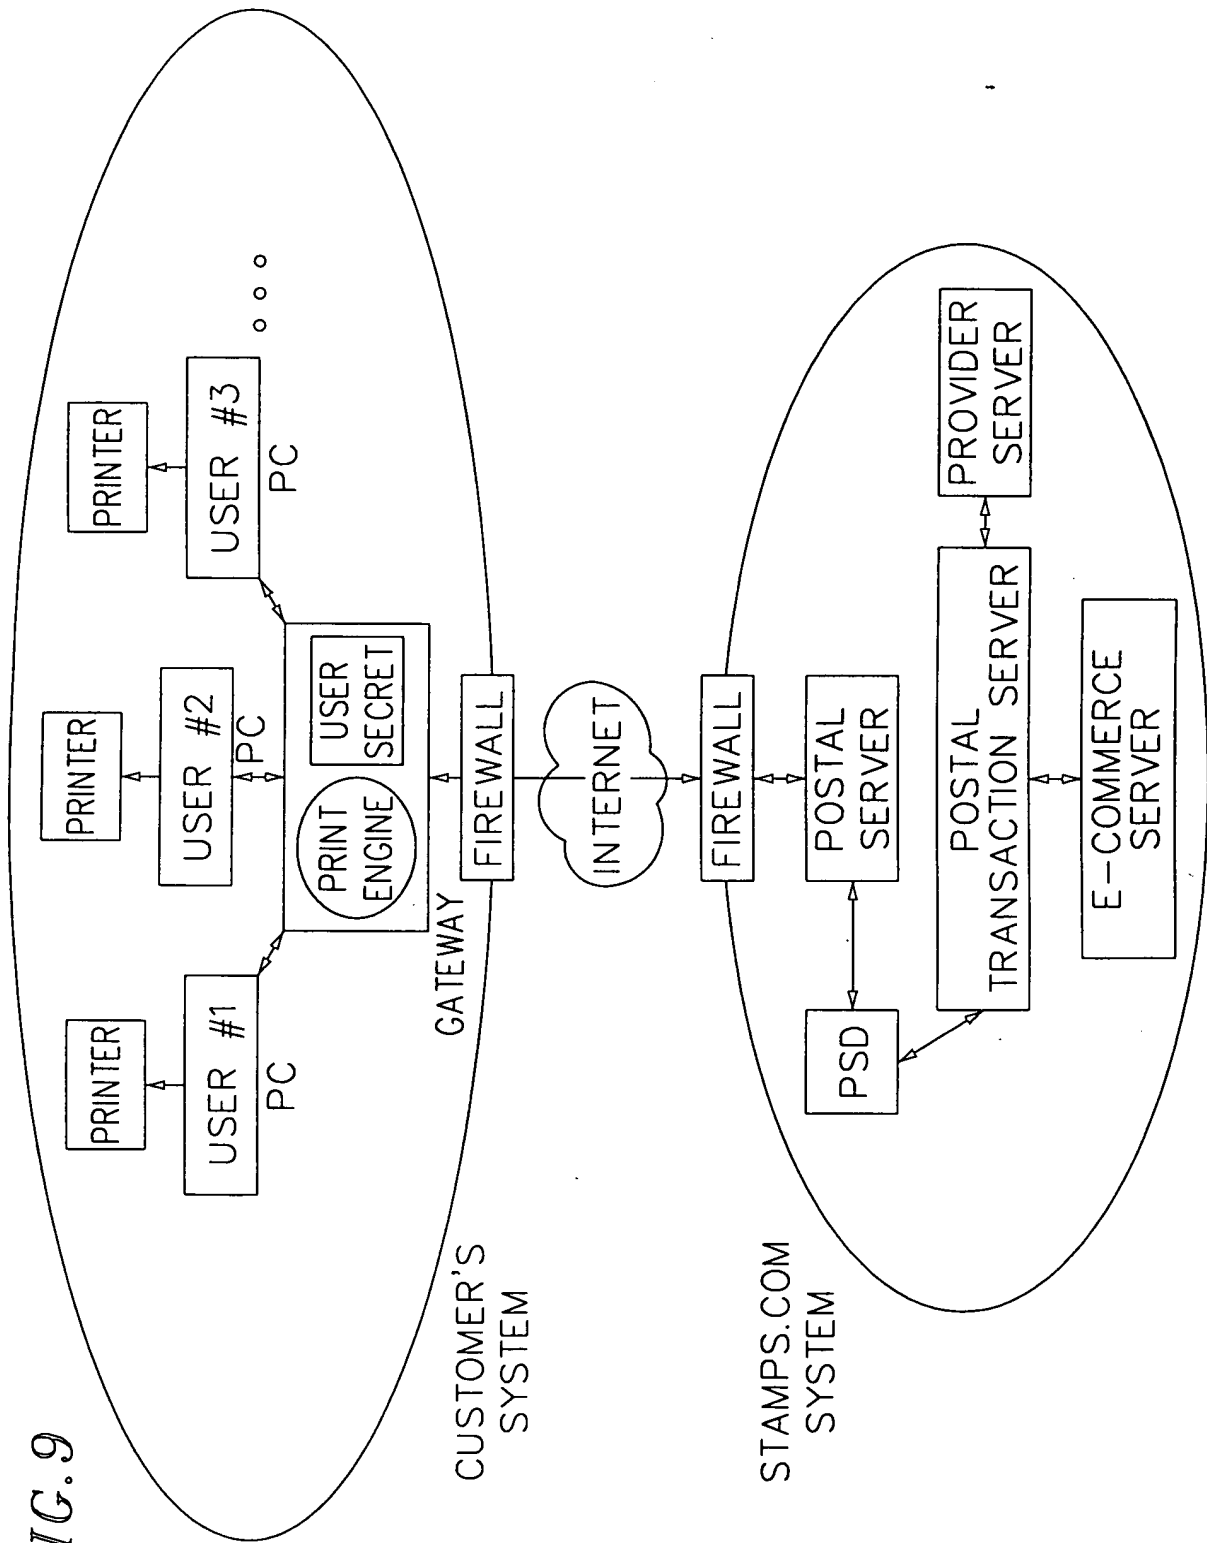 IG.9
CUSTOMER'S
SYSTEM
PRINTER
USER #1
PC
PRINTER
USER #2
PC
PRINTER
USER #3
PC
GATEWAY
PRINT
ENGINE
USER
SECRET
FIREWALL
INTERNET
STAMPS.COM
SYSTEM
FIREWALL
PSD
POSTAL
SERVER
POSTAL
TRANSACTION SERVER
PROVIDER
SERVER
E-COMMERCE
SERVER